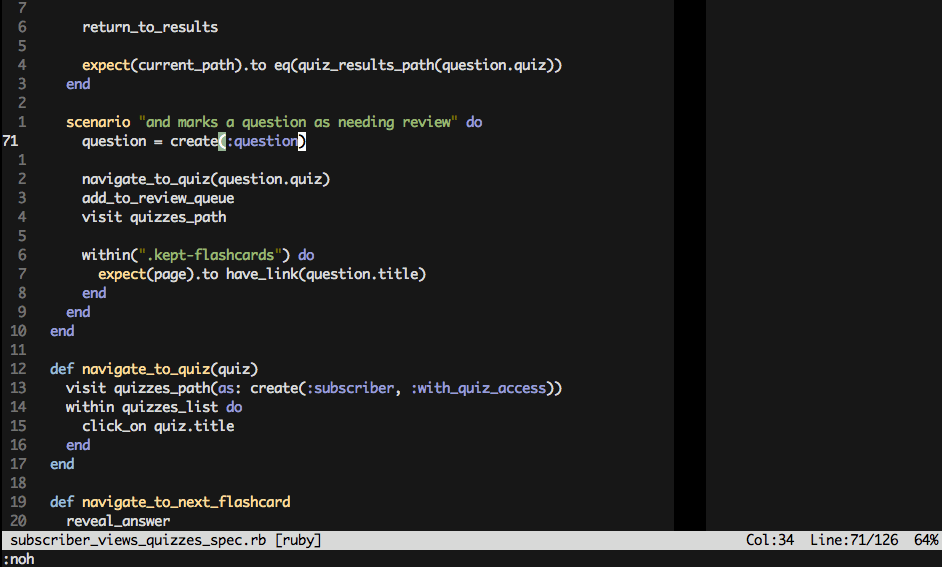 7
6       return_to_results
5
4       expect(current_path).to eq(quiz_results_path(question.quiz))
3     end
2
1     scenario "and marks a question as needing review" do
71       question = create(:question)
1
2       navigate_to_quiz(question.quiz)
3       add_to_review_queue
4       visit quizzes_path
5
6       within(".kept-flashcards") do
7         expect(page).to have_link(question.title)
8       end
9     end
10   end
11
12   def navigate_to_quiz(quiz)
13     visit quizzes_path(as: create(:subscriber, :with_quiz_access))
14     within quizzes_list do
15       click_on quiz.title
16     end
17   end
18
19   def navigate_to_next_flashcard
20     reveal_answer
subscriber_views_quizzes_spec.rb [ruby] Col:34 Line:71/126 64%
:noh